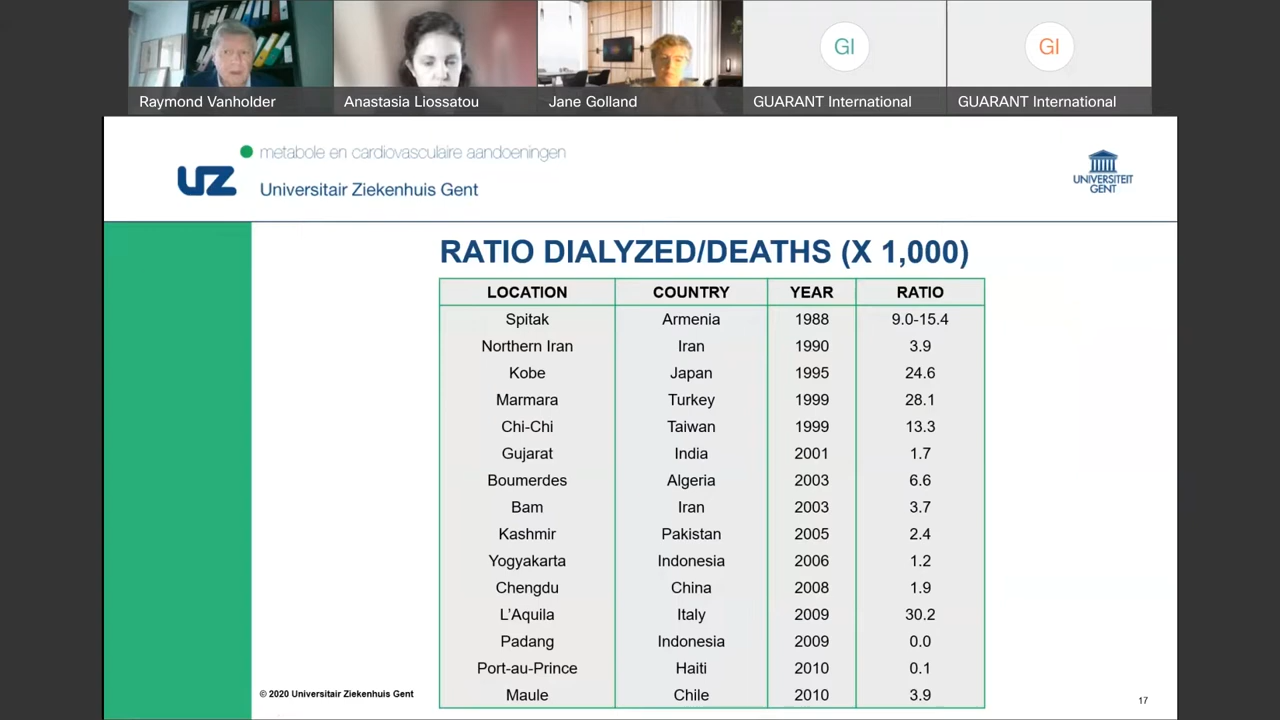 Raymond Vanholder
Anastasia Liossatou
Jane Golland
GI
GUARANT International
GI
GUARANT International
metabole en cardiovasculaire aandoeningen
UZ
Universitair Ziekenhuis Gent
UNIVERSITEIT
GENT
RATIO DIALYZED/DEATHS (X 1,000)
LOCATION COUNTRY YEAR RATIO
Spitak Armenia 1988 9.0-15.4
Northern Iran Iran 1990 3.9
Kobe Japan 1995 24.6
Marmara Turkey 1999 28.1
Chi-Chi Taiwan 1999 13.3
Gujarat India 2001 1.7
Boumerdes Algeria 2003 6.6
Bam Iran 2003 3.7
Kashmir Pakistan 2005 2.4
Yogyakarta Indonesia 2006 1.2
Chengdu China 2008 1.9
L'Aquila Italy 2009 30.2
Padang Indonesia 2009 0.0
Port-au-Prince Haiti 2010 0.1
Maule Chile 2010 3.9
© 2020 Universitair Ziekenhuis Gent
17